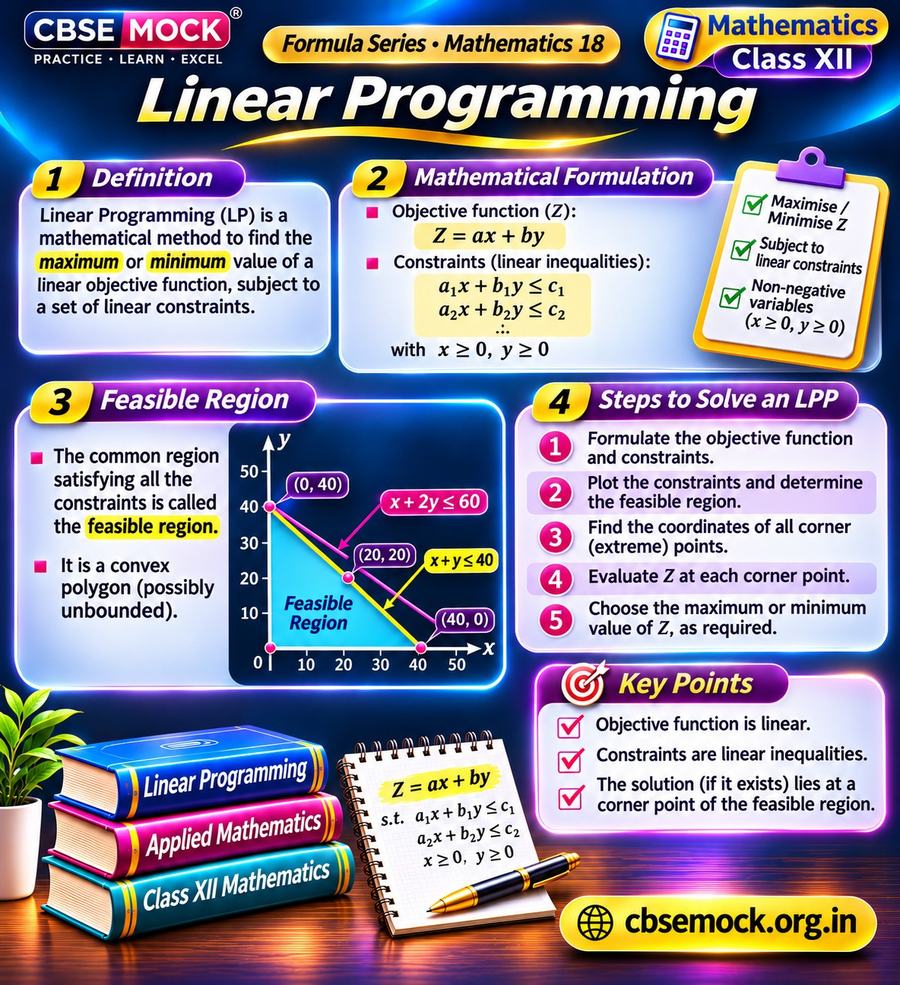 CBSE MOCK®
PRACTICE • LEARN • EXCEL
Formula Series • Mathematics 18
Mathematics
Class XII
Linear Programming
1 Definition
Linear Programming (LP) is a
mathematical method to find the
maximum or minimum value of a
linear objective function, subject to
a set of linear constraints.
2 Mathematical Formulation
Objective function (Z):
Z = ax + by
Constraints (linear inequalities):
a₁x + b₁y ≤ c₁
a₂x + b₂y ≤ c₂
.:.
with x ≥ 0, y ≥ 0
Maximise /
Minimise Z
Subject to
linear constraints
Non-negative
variables
(x ≥ 0, y ≥ 0)
3 Feasible Region
The common region
satisfying all the
constraints is called
the feasible region.
It is a convex
polygon (possibly
unbounded).
y
50
40
30
20
10
(0, 40)
x + 2y ≤ 60
(20, 20)
x + y ≤ 40
Feasible
Region
(40, 0)
x
0 10 20 30 40 50
4 Steps to Solve an LPP
1 Formulate the objective function
and constraints.
2 Plot the constraints and determine
the feasible region.
3 Find the coordinates of all corner
(extreme) points.
4 Evaluate Z at each corner point.
5 Choose the maximum or minimum
value of Z, as required.
Key Points
Objective function is linear.
Constraints are linear inequalities.
The solution (if it exists) lies at a
corner point of the feasible region.
Linear Programming
Applied Mathematics
Class XII Mathematics
Z = ax + by
s.t. a₁x + b₁y ≤ c₁
a₂x + b₂y ≤ c₂
x ≥ 0, y ≥ 0
cbsemock.org.in